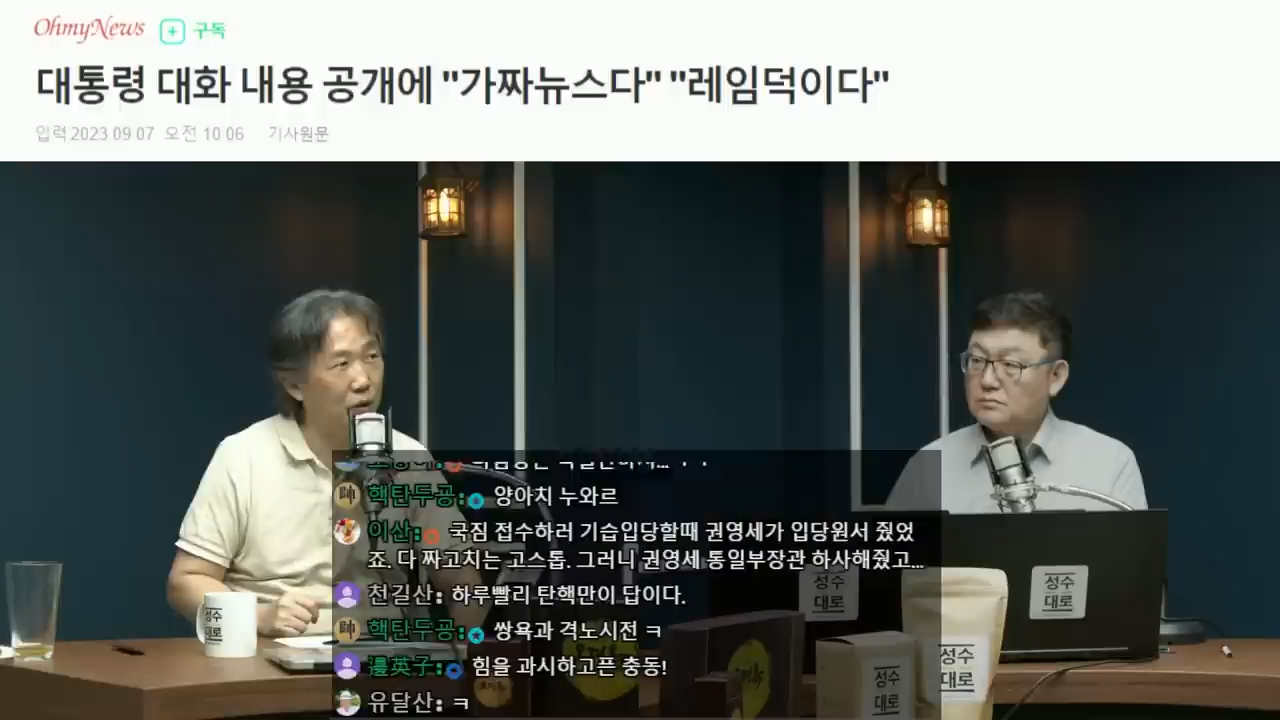 OhmyNews + 구독
대통령 대화 내용 공개에 "가짜뉴스다" "레임덕이다"
입력 2023 09 07 오전 10 06 기사원문
帥 핵탄두공: 양아치 누와르
이산: 국짐 접수하러 기습입당할때 권영세가 입당원서 줬었
죠. 다 짜고치는 고스톱. 그러니 권영세 통일부장관 하사해줬고...
천길산: 하루빨리 탄핵만이 답이다.
帥 핵탄두공: 쌍욕과 격노시전 ㅋ
漫英子: 힘을 과시하고픈 충동!
유달산: ㅋ
성수
대로
성수
대로
성수
대로
성수
대로
성수
대로